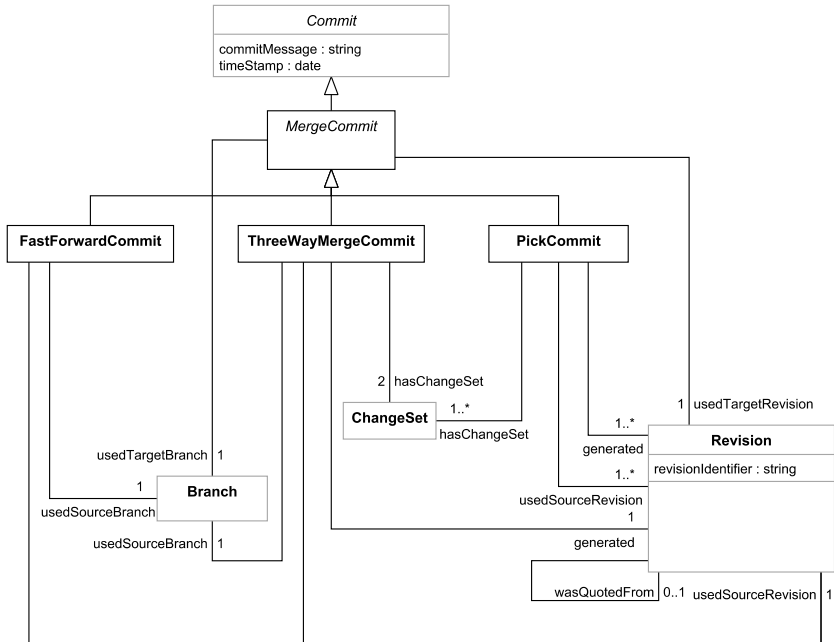 Commit
commitMessage : string
timeStamp : date
MergeCommit
FastForwardCommit
ThreeWayMergeCommit
PickCommit
2 hasChangeSet
1..*
ChangeSet
hasChangeSet
1 usedTargetRevision
1..*
generated
Revision
revisionIdentifier : string
usedTargetBranch 1
1
Branch
usedSourceBranch
usedSourceBranch 1
1..*
usedSourceRevision
1
generated
wasQuotedFrom 0..1
usedSourceRevision 1